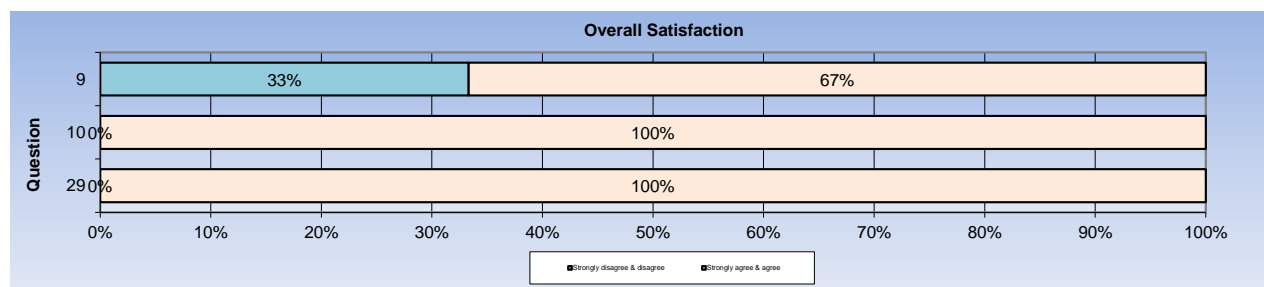 Overall Satisfaction
Question
9 33% 67%
10 0% 100%
29 0% 100%
0% 10% 20% 30% 40% 50% 60% 70% 80% 90% 100%
Strongly disagree & disagree Strongly agree & agree